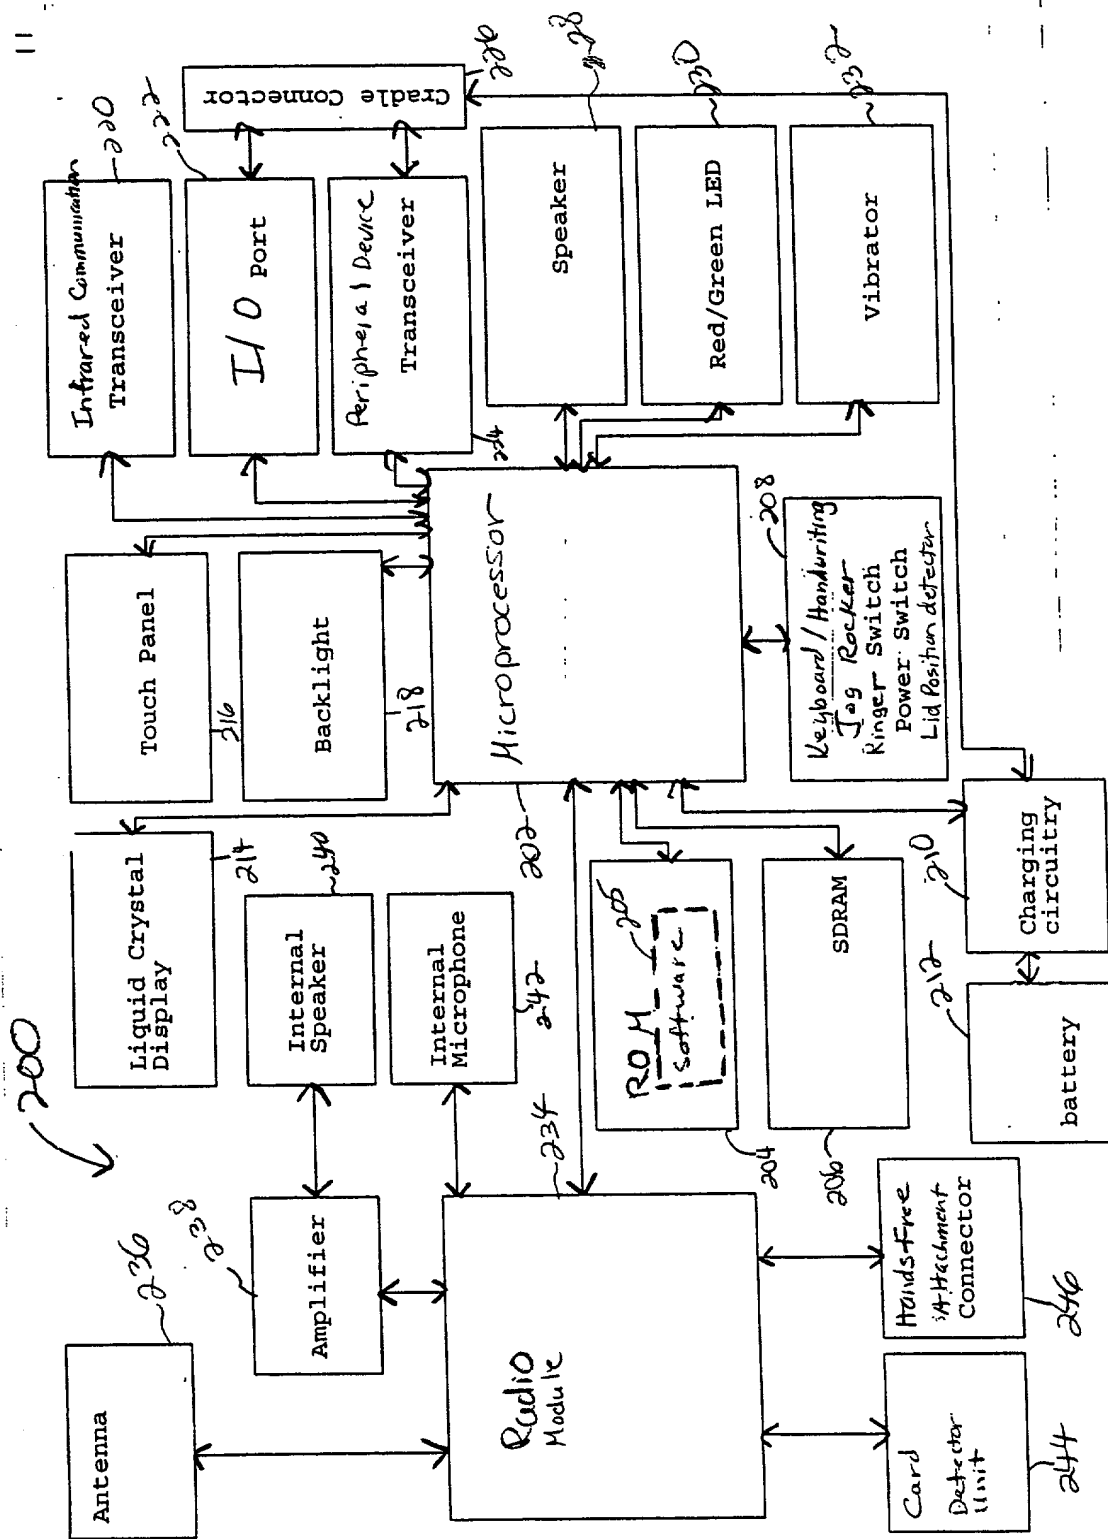 200
Antenna
236
Amplifier
238
Radio
Module
234
Card
Detector
Unit
244
Hands-Free
Attachment
Connector
246
Liquid Crystal
Display
214
Internal
Speaker
240
Internal
Microphone
242
ROM
Software
205
204
SDRAM
206
battery
212
Charging
circuitry
210
Touch Panel
216
Backlight
218
Microprocessor
202
Keyboard/Handwriting
Jog Rocker
Ringer Switch
Power Switch
Lid Position detector
208
Infrared Communication
Transceiver
220
I/O Port
222
Peripheral Device
Transceiver
224
Cradle Connector
226
Speaker
228
Red/Green LED
230
Vibrator
232